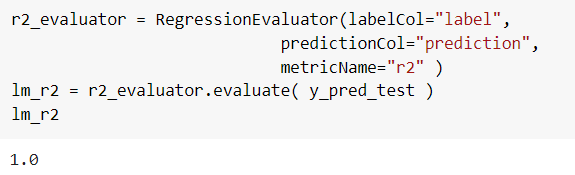 r2_evaluator = RegressionEvaluator(labelCol="label",
predictionCol="prediction",
metricName="r2" )
lm_r2 = r2_evaluator.evaluate( y_pred_test )
lm_r2
1.0